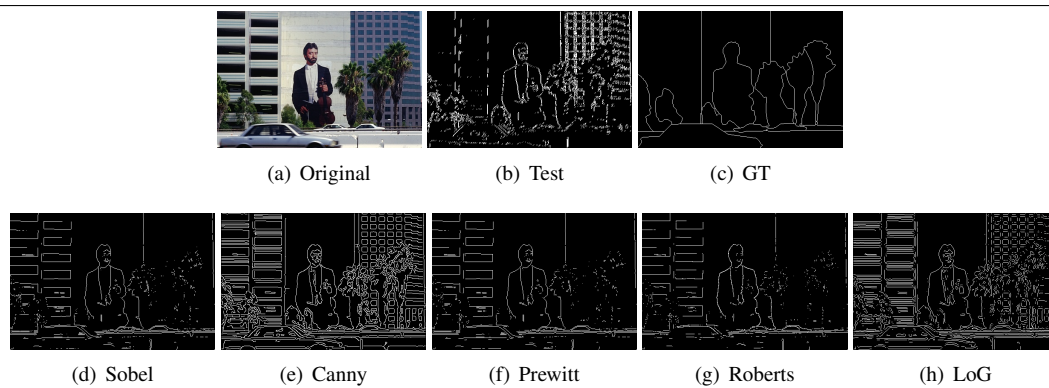 (a) Original
(b) Test
(c) GT
(d) Sobel
(e) Canny
(f) Prewitt
(g) Roberts
(h) LoG